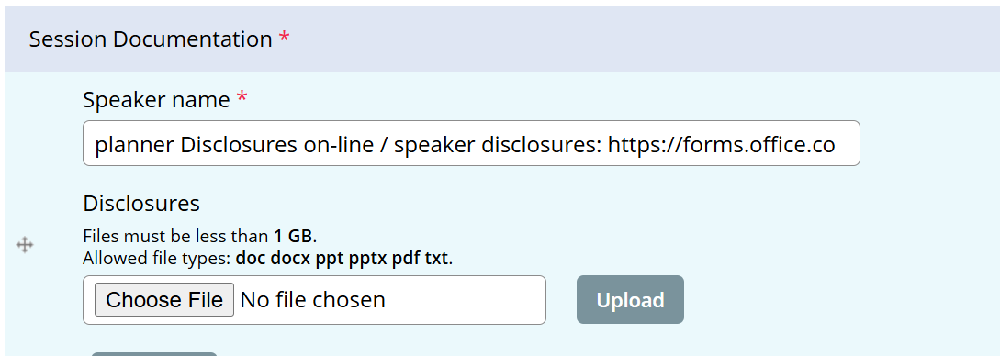 Session Documentation *
Speaker name *
planner Disclosures on-line / speaker disclosures: https://forms.office.co
Disclosures
Files must be less than 1 GB.
Allowed file types: doc docx ppt pptx pdf txt.
Choose File No file chosen
Upload